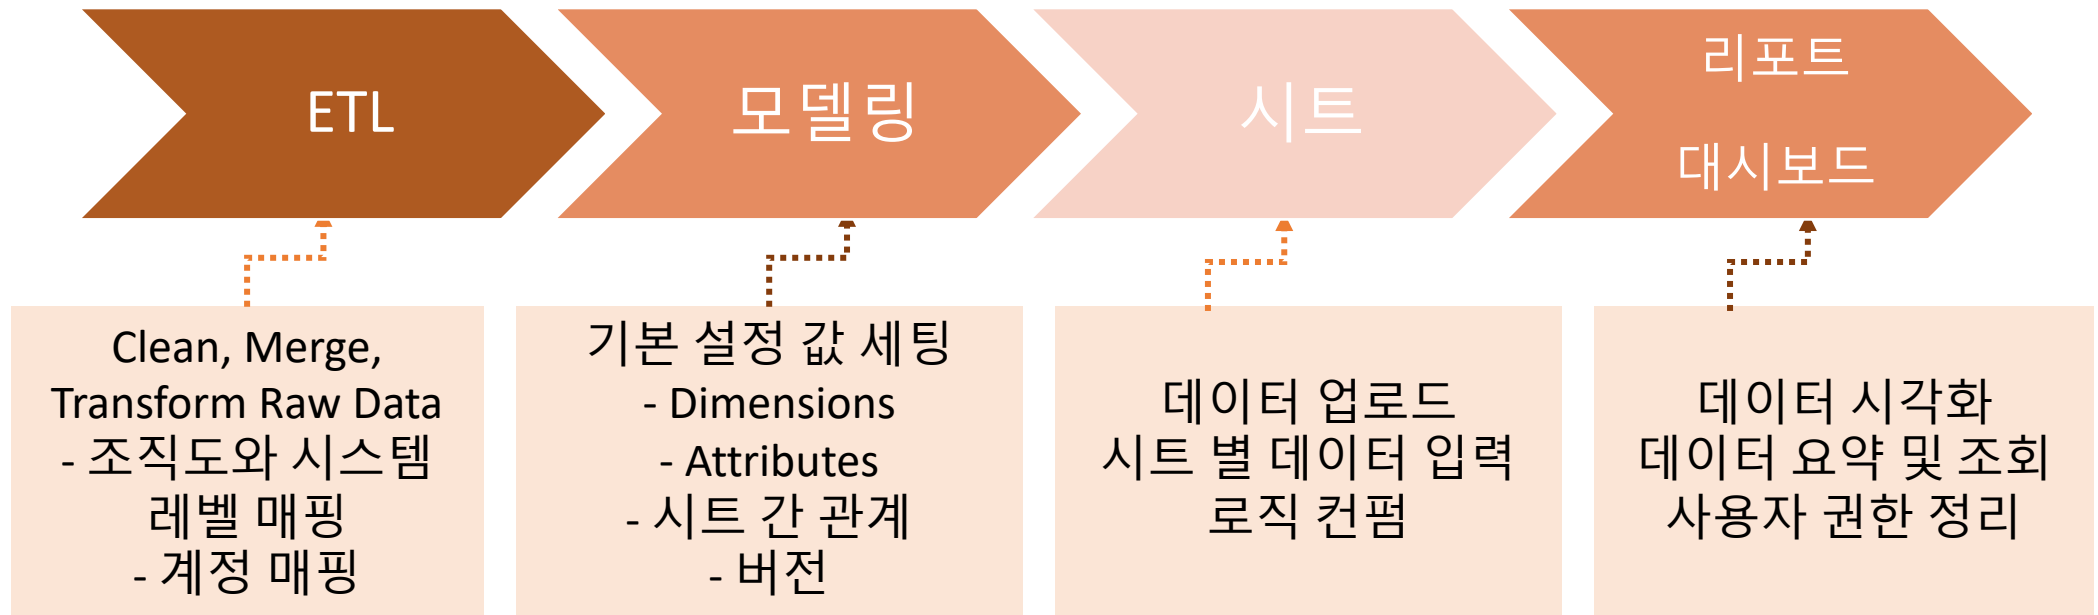 ETL
모델링
시트
리포트
대시보드
Clean, Merge,
Transform Raw Data
- 조직도와 시스템
레벨 매핑
- 계정 매핑
기본 설정 값 세팅
- Dimensions
- Attributes
- 시트 간 관계
- 버전
데이터 업로드
시트 별 데이터 입력
로직 컨펌
데이터 시각화
데이터 요약 및 조회
사용자 권한 정리